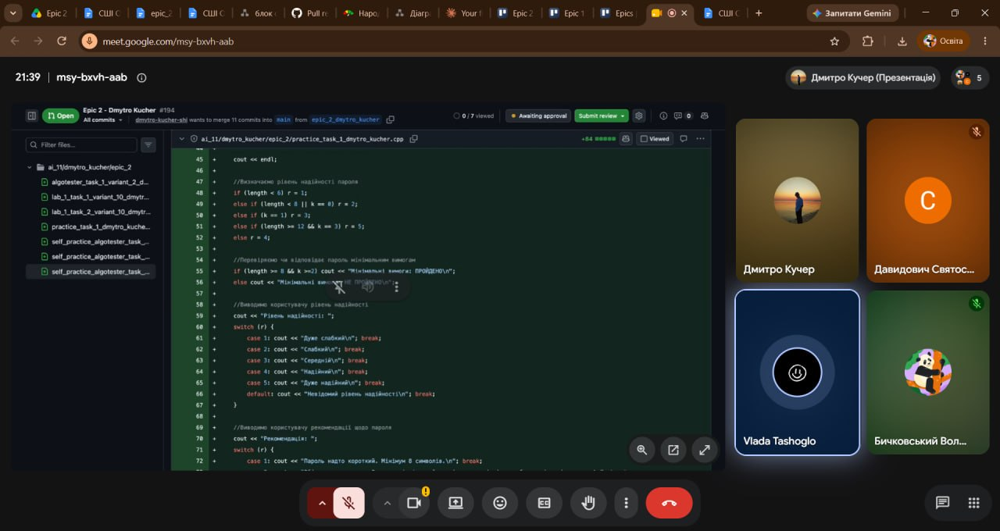 Epic 2
СШІ
epic_2
СШІ
блок
Pull re
Народ
Діагра
Your f
Epic 2
Epic 1
Epics
СШІ
Запитати Gemini
meet.google.com/msy-bxvh-aab
Освіта
21:39 | msy-bxvh-aab
Дмитро Кучер (Презентація)
5
Open
Epic 2 - Dmytro Kucher #194
All commits
dmytro-kucher-shi wants to merge 11 commits into main from epic_2_dmytro_kucher
0 / 7 viewed
Awaiting approval
Submit review
0
Filter files...
ai_11/dmytro_kucher/epic_2
algotester_task_1_variant_2_d...
lab_1_task_1_variant_10_dmytr...
lab_1_task_2_variant_10_dmytr...
practice_task_1_dmytro_kuche...
self_practice_algotester_task_...
self_practice_algotester_task_...
self_practice_algotester_task_...
ai_11/dmytro_kucher/epic_2/practice_task_1_dmytro_kucher.cpp
+84
Viewed
44 +
45 + cout << endl;
46 +
47 + //Визначаємо рівень надійності пароля
48 + if (length < 6) r = 1;
49 + else if (length < 8 || k == 0) r = 2;
50 + else if (k == 1) r = 3;
51 + else if (length >= 12 && k == 3) r = 5;
52 + else r = 4;
53 +
54 + //Перевіряємо чи відповідає пароль мінімальним вимогам
55 + if (length >= 8 && k >=2) cout << "Мінімальні вимоги: ПРОЙДЕНО\n";
56 + else cout << "Мінімальні НЕ ПРОЙДЕНО\n";
57 +
58 + //Виводимо користувачу рівень надійності
59 + cout << "Рівень надійності: ";
60 + switch (r) {
61 + case 1: cout << "Дуже слабкий\n"; break;
62 + case 2: cout << "Слабкий\n"; break;
63 + case 3: cout << "Середній\n"; break;
64 + case 4: cout << "Надійний\n"; break;
65 + case 5: cout << "Дуже надійний\n"; break;
66 + default: cout << "Невідомий рівень надійності\n"; break;
67 + }
68 +
69 + //Виводимо користувачу рекомендації щодо пароля
70 + cout << "Рекомендація: ";
71 + switch (r) {
72 + case 1: cout << "Пароль надто короткий. Мінімум 8 символів.\n"; break;
Дмитро Кучер
С
Давидович Святос...
Vlada Tashoglo
Бичковський Вол...